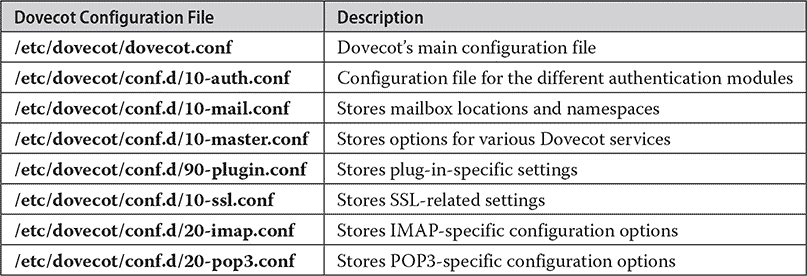 Dovecot Configuration File Description
/etc/dovecot/dovecot.conf Dovecot’s main configuration file
/etc/dovecot/conf.d/10-auth.conf Configuration file for the different authentication modules
/etc/dovecot/conf.d/10-mail.conf Stores mailbox locations and namespaces
/etc/dovecot/conf.d/10-master.conf Stores options for various Dovecot services
/etc/dovecot/conf.d/90-plugin.conf Stores plug-in-specific settings
/etc/dovecot/conf.d/10-ssl.conf Stores SSL-related settings
/etc/dovecot/conf.d/20-imap.conf Stores IMAP-specific configuration options
/etc/dovecot/conf.d/20-pop3.conf Stores POP3-specific configuration options